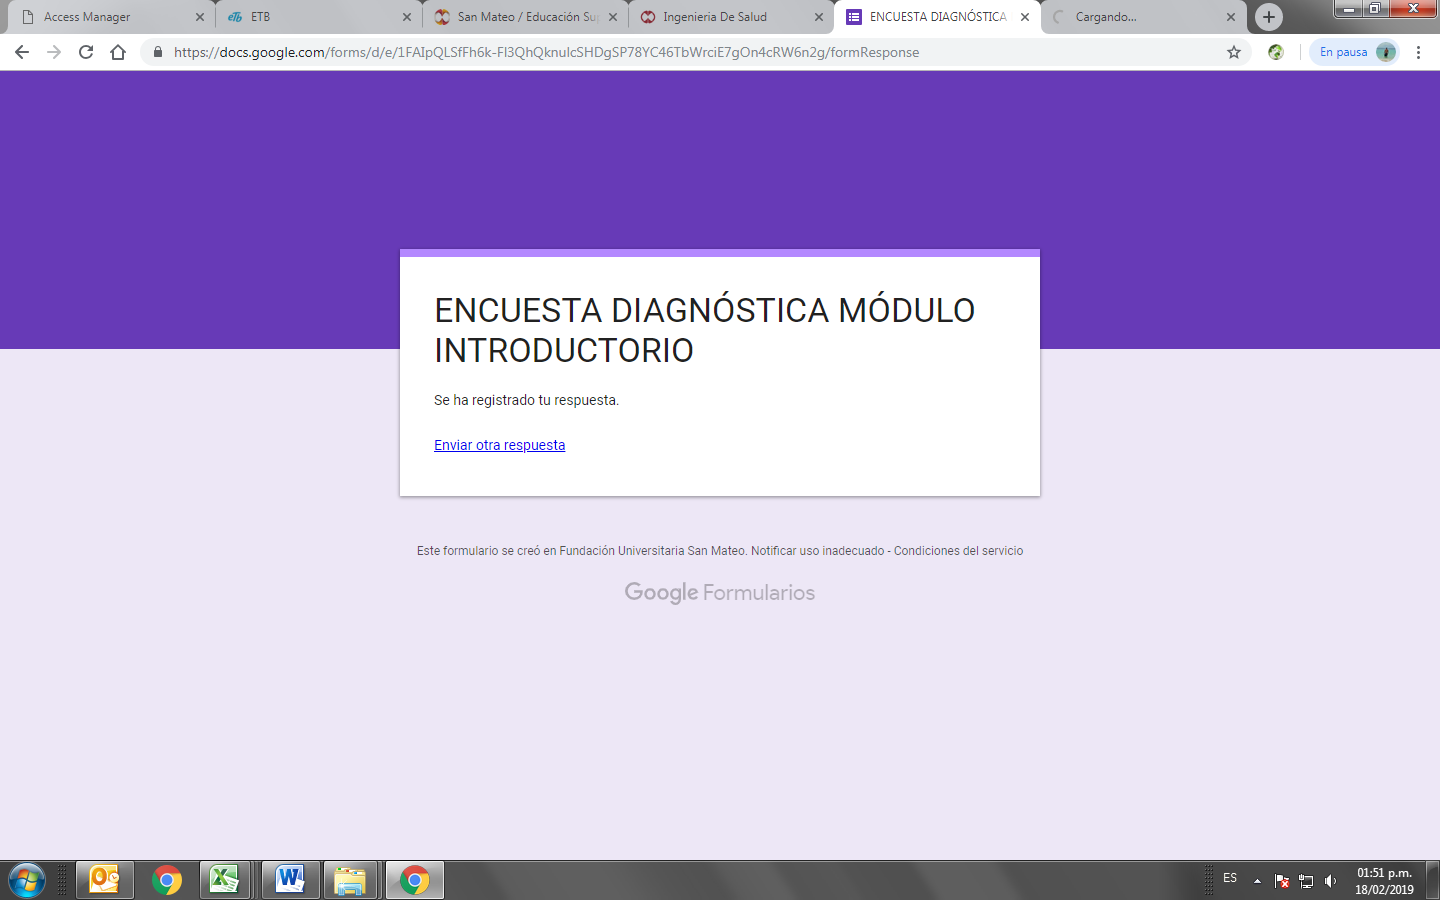 Access Manager
ETB
San Mateo / Educación Su
Ingenieria De Salud
ENCUESTA DIAGNÓSTICA
Cargando...
https://docs.google.com/forms/d/e/1FAIpQLSfFh6k-FI3QhQknulcSHDgSP78YC46TbWrciE7gOn4cRW6n2g/formResponse
En pausa
ENCUESTA DIAGNÓSTICA MÓDULO
INTRODUCTORIO
Se ha registrado tu respuesta.
Enviar otra respuesta
Este formulario se creó en Fundación Universitaria San Mateo. Notificar uso inadecuado - Condiciones del servicio
Google Formularios
ES
01:51 p.m.
18/02/2019